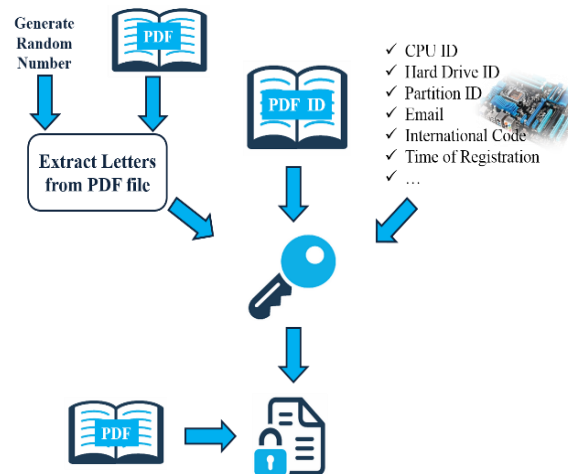 Generate
Random
Number
PDF
Extract Letters
from PDF file
PDF ID
✓ CPU ID
✓ Hard Drive ID
✓ Partition ID
✓ Email
✓ International Code
✓ Time of Registration
✓ ...
PDF